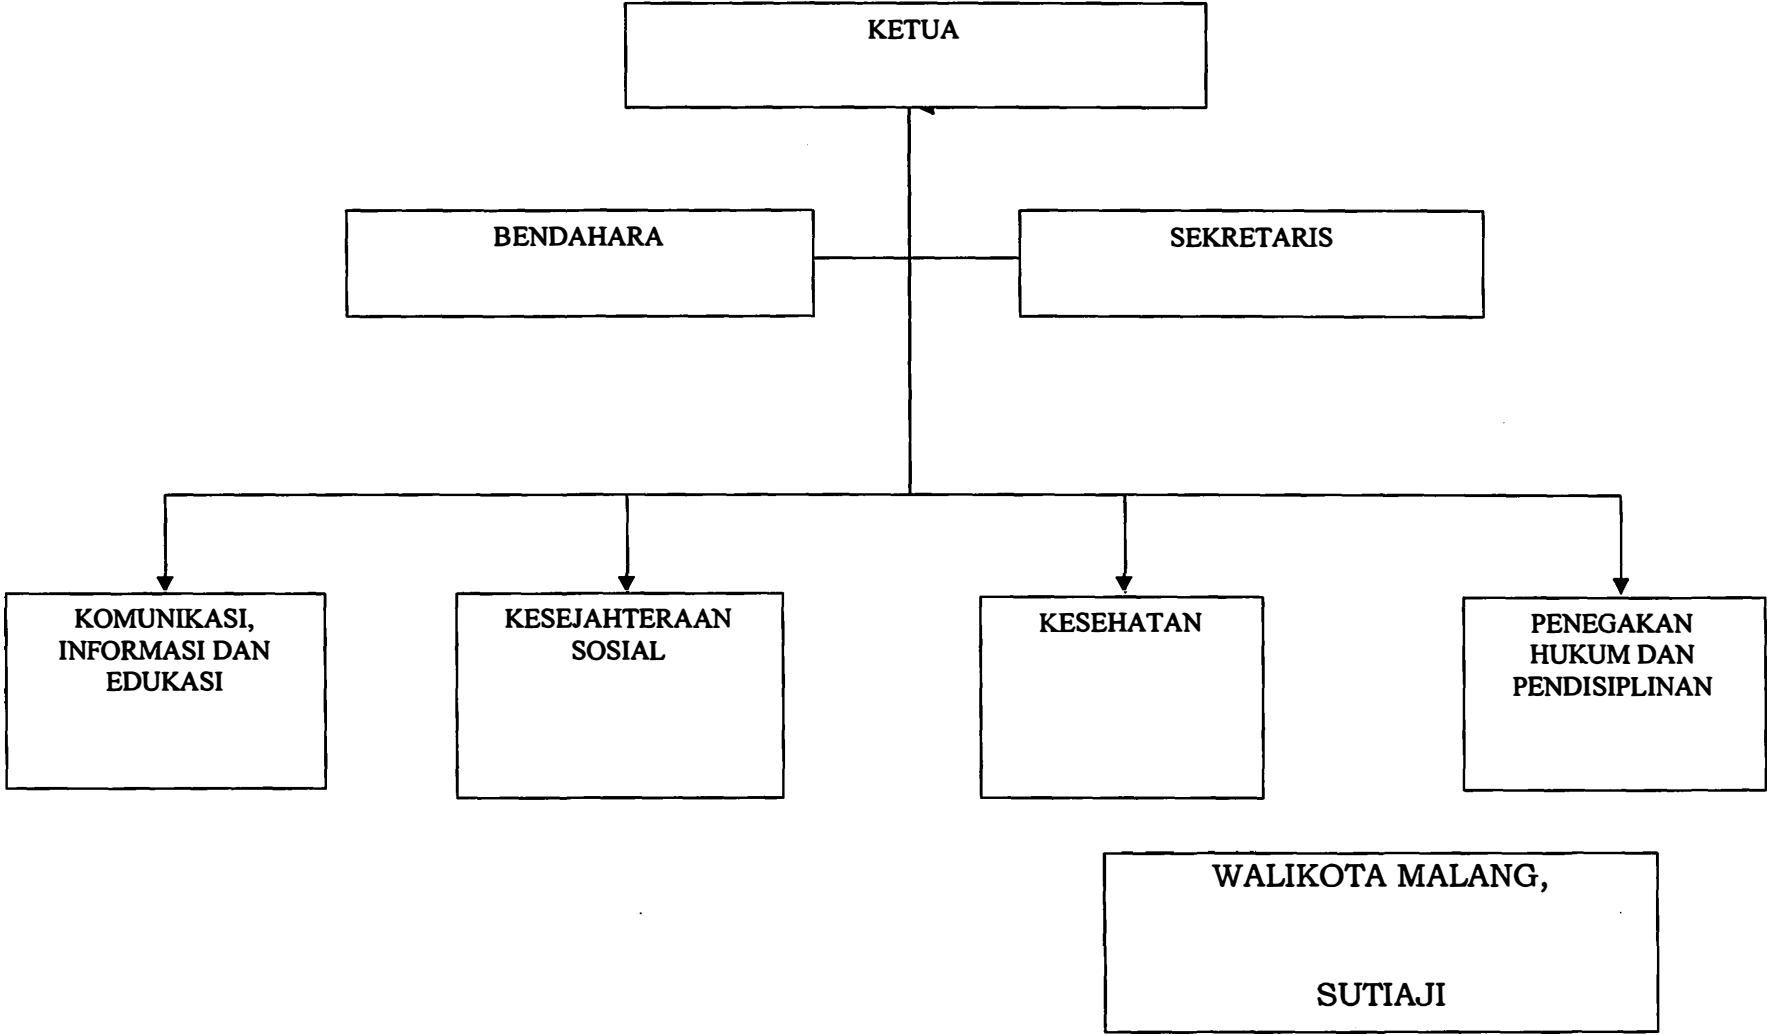 KETUA
BENDAHARA
SEKRETARIS
KOMUNIKASI,
INFORMASI DAN
EDUKASI
KESEJAHTERAAN
SOSIAL
KESEHATAN
PENEGAKAN
HUKUM DAN
PENDISIPLINAN
WALIKOTA MALANG,
SUTIAJI